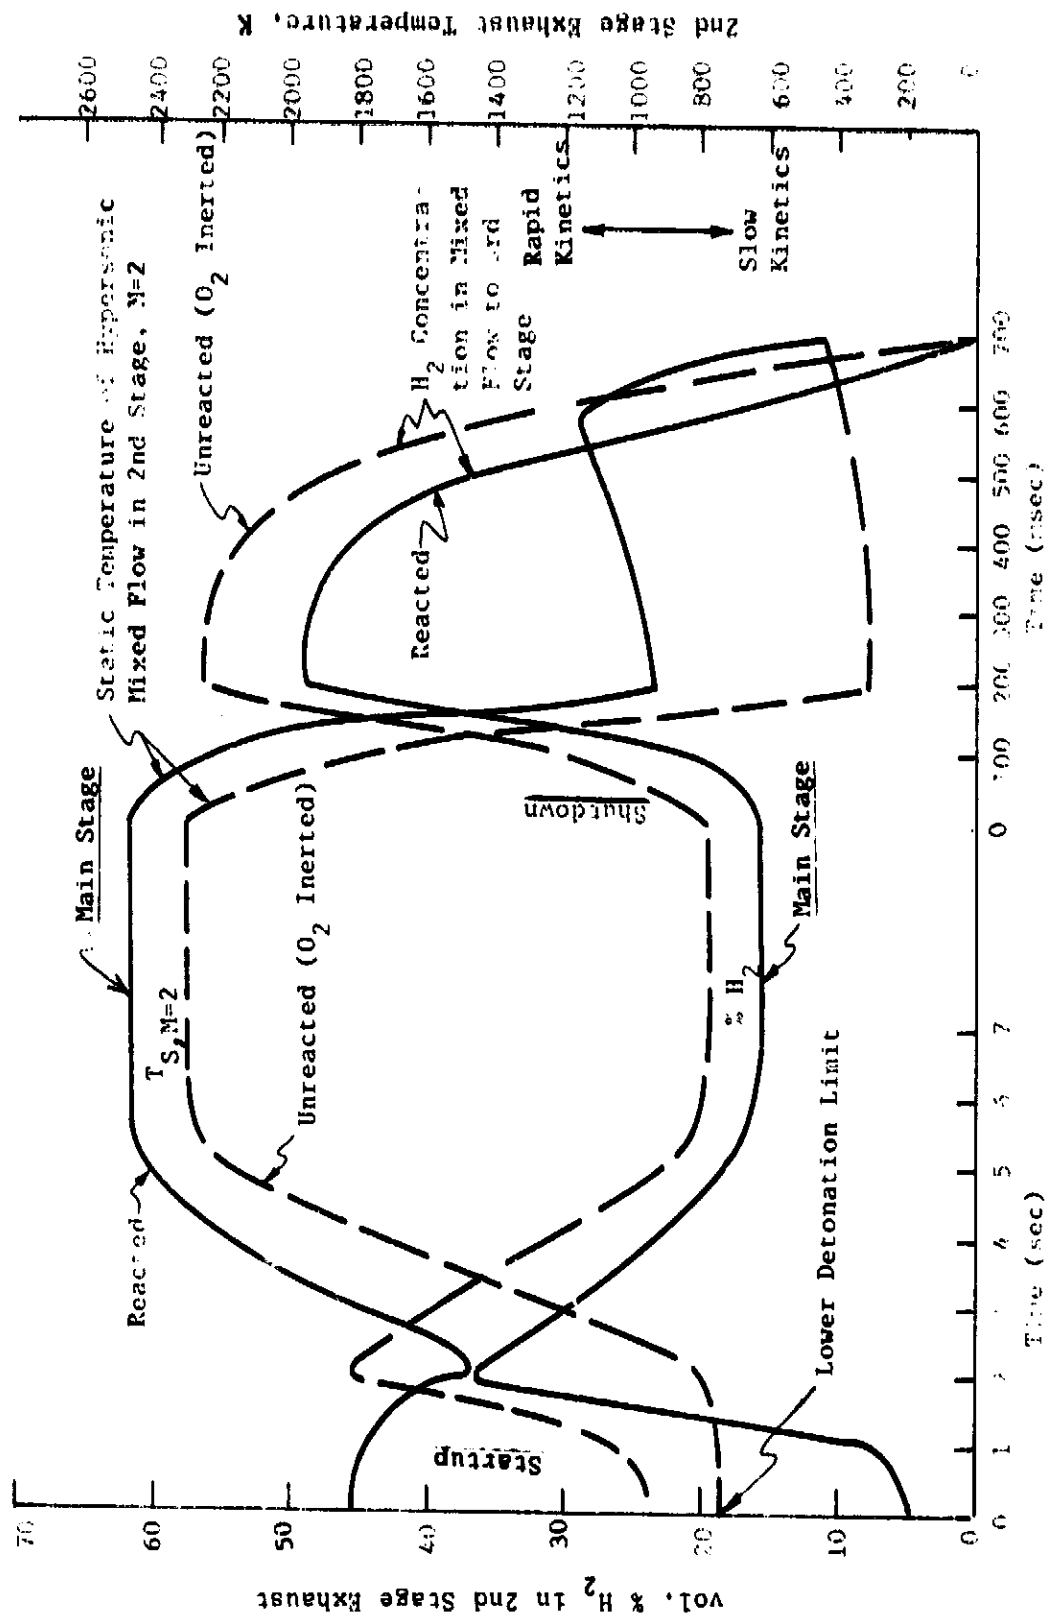 vol. % H2 in 2nd Stage Exhaust
70
60
50
40
30
20
10
0
2nd Stage Exhaust Temperature, K
2600
2400
2200
2000
1800
1600
1400
1200
1000
800
600
400
200
0
Main Stage
Static Temperature of Hypersonic
Mixed Flow in 2nd Stage, M=2
Unreacted (O2 Inerted)
Reacted
T S,M=2
Unreacted (O2 Inerted)
H2 Concentra-
tion in Mixed
Flow to 3rd
Stage
Reacted
Rapid
Kinetics
Slow
Kinetics
Startup
Shutdown
% H2
Main Stage
Lower Detonation Limit
0 1 2 3 4 5 6 7
Time (sec)
0 100 200 300 400 500 600 700
Time (msec)